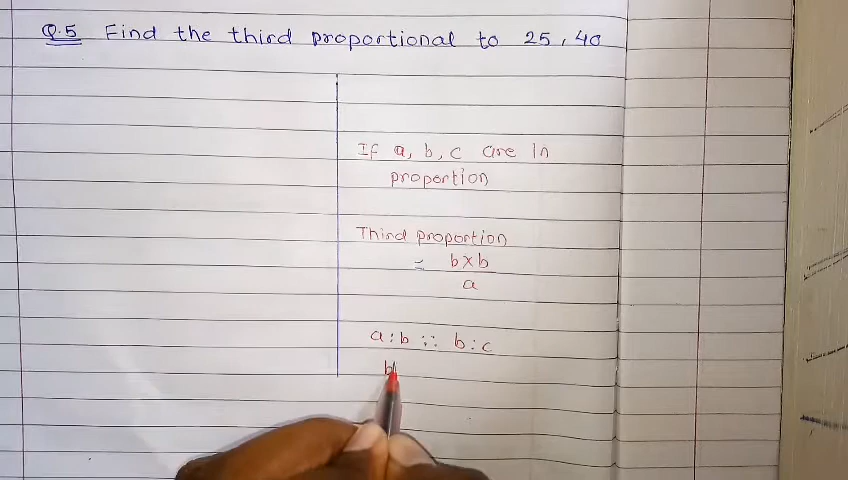 Q.5 Find the third proportional to 25, 40
If a, b, c are in
proportion
Third proportion
= b x b
a
a : b :: b : c
b